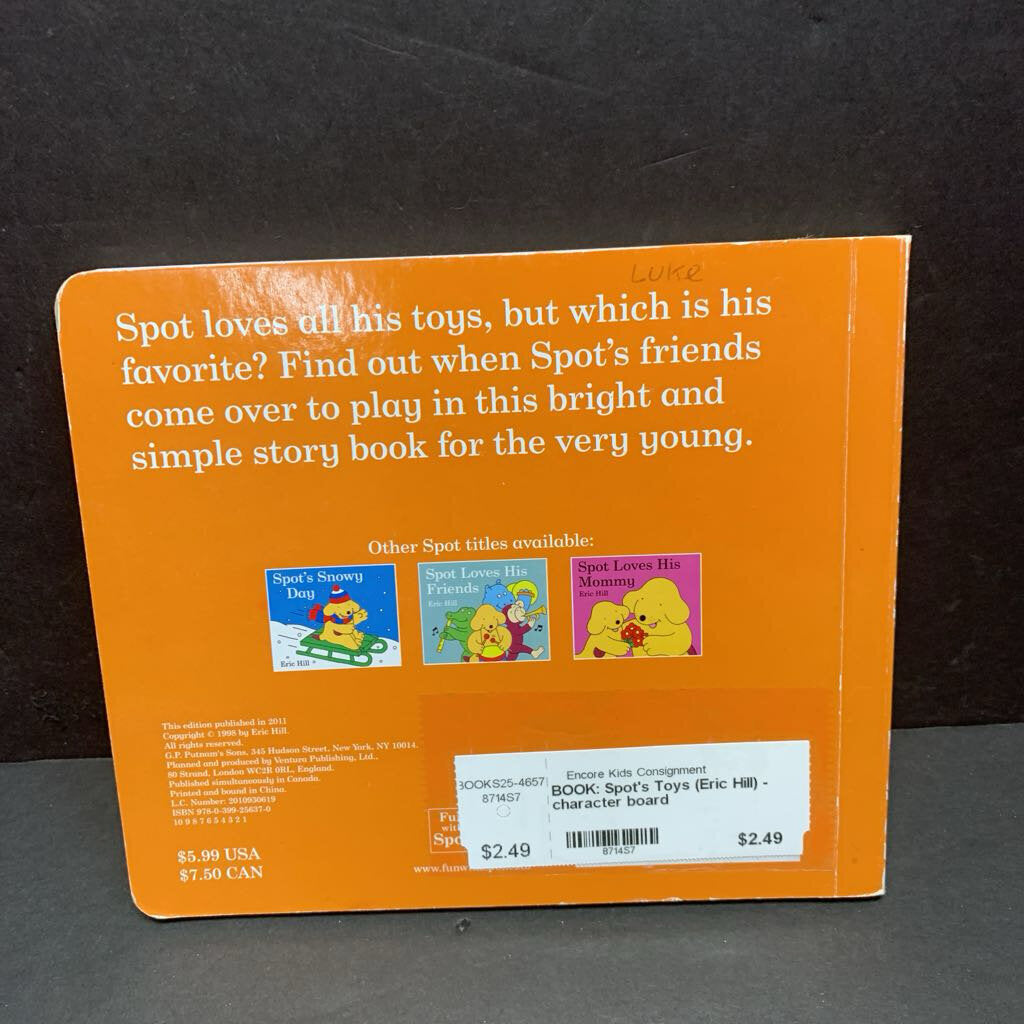 LUKe
Spot loves all his toys, but which is his
favorite? Find out when Spot's friends
come over to play in this bright and
simple story book for the very young.
Other Spot titles available:
Spot's Snowy
Day
Eric Hill
Spot Loves His
Friends
Eric Hill
Spot Loves His
Mommy
Eric Hill
This edition published in 2011
Copyright © 1998 by Eric Hill.
All rights reserved.
G.P. Putnam's Sons, 345 Hudson Street, New York, NY 10014.
Planned and produced by Ventura Publishing, Ltd.,
80 Strand, London WC2R 0RL, England.
Published simultaneously in Canada.
Printed and bound in China.
L.C. Number: 2010930619
ISBN 978-0-399-25637-0
10 9 8 7 6 5 4 3 2 1
$5.99 USA
$7.50 CAN
BOOKS25-4657
8714S7
$2.49
Encore Kids Consignment
BOOK: Spot's Toys (Eric Hill) -
character board
8714S7
$2.49